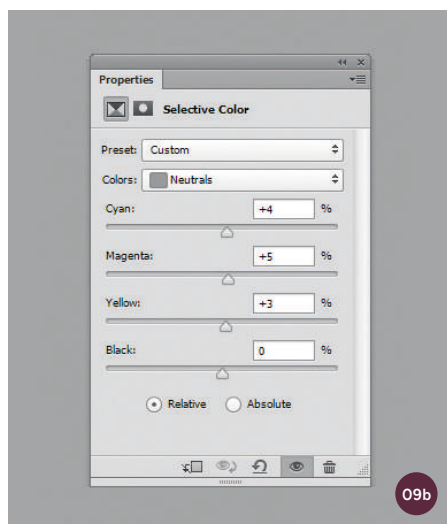 Properties
Selective Color
Preset: Custom
Colors: Neutrals
Cyan: +4 %
Magenta: +5 %
Yellow: +3 %
Black: 0 %
Relative Absolute
09b